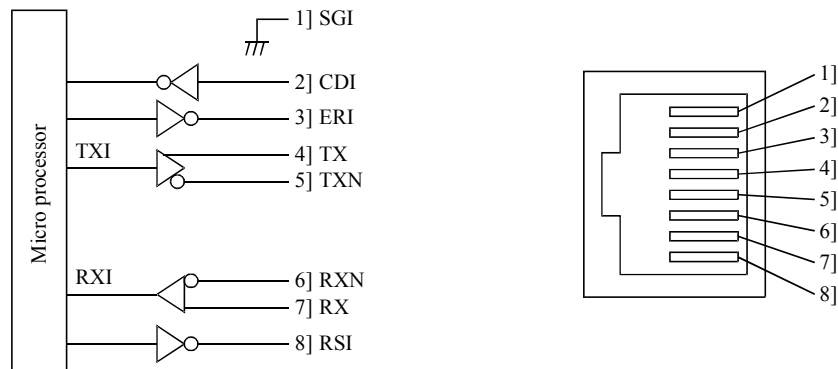 1] SGI
2] CDI
3] ERI
TXI
4] TX
5] TXN
Micro processor
RXI
6] RXN
7] RX
8] RSI
1]
2]
3]
4]
5]
6]
7]
8]